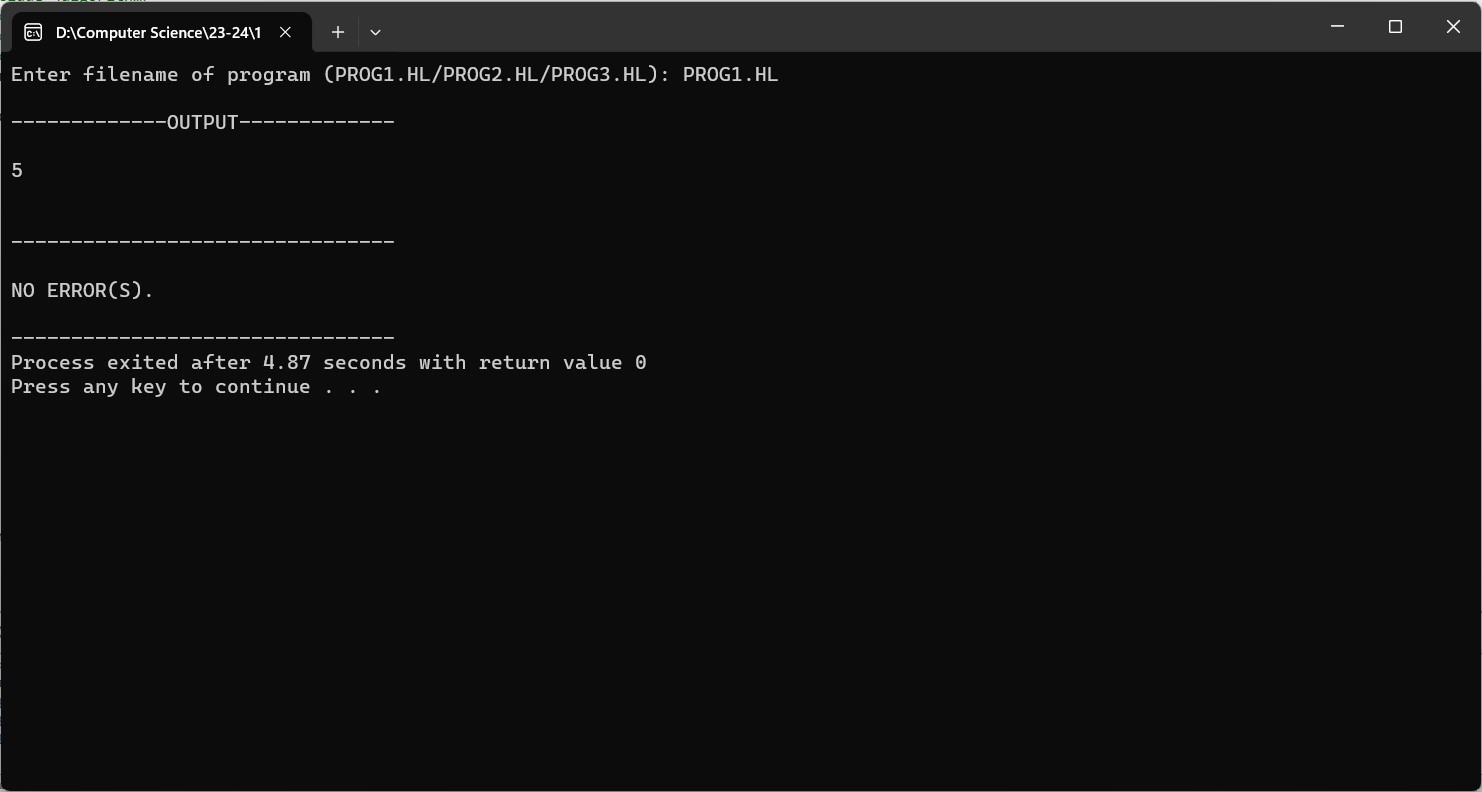 D:\Computer Science\23-24\1
Enter filename of program (PROG1.HL/PROG2.HL/PROG3.HL): PROG1.HL
-------------OUTPUT-------------
5
--------------------------------
NO ERROR(S).
--------------------------------
Process exited after 4.87 seconds with return value 0
Press any key to continue . . .